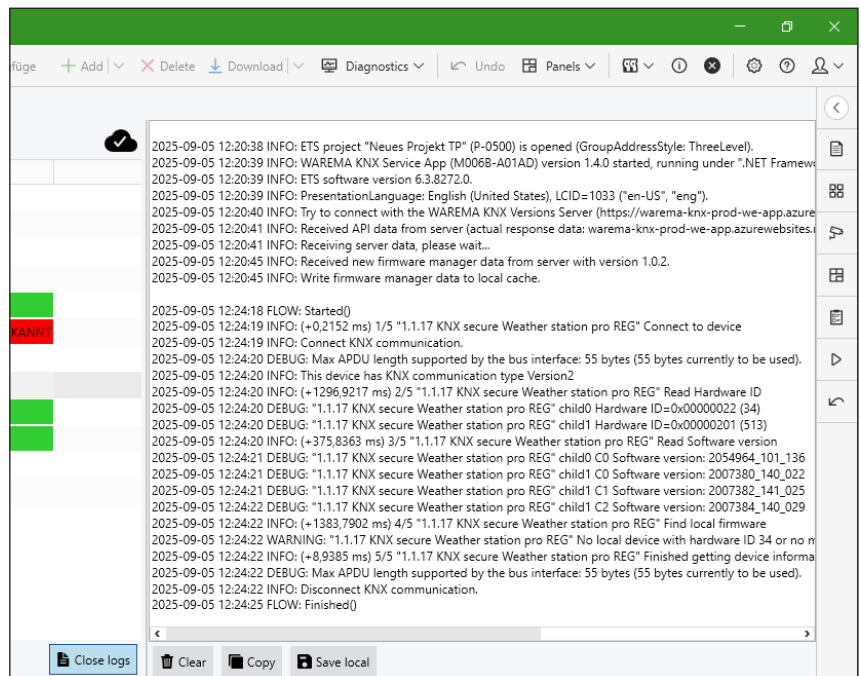 füge Add Delete Download Diagnostics Undo Panels
2025-09-05 12:20:38 INFO: ETS project "Neues Projekt TP" (P-0500) is opened (GroupAddressStyle: ThreeLevel).
2025-09-05 12:20:39 INFO: WAREMA KNX Service App (M006B-A01AD) version 1.4.0 started, running under ".NET Framew
2025-09-05 12:20:39 INFO: ETS software version 6.3.8272.0.
2025-09-05 12:20:39 INFO: PresentationLanguage: English (United States), LCID=1033 ("en-US", "eng").
2025-09-05 12:20:40 INFO: Try to connect with the WAREMA KNX Versions Server (https://warema-knx-prod-we-app.azure
2025-09-05 12:20:41 INFO: Received API data from server (actual response data: warema-knx-prod-we-app.azurewebsites.
2025-09-05 12:20:41 INFO: Receiving server data, please wait...
2025-09-05 12:20:45 INFO: Received new firmware manager data from server with version 1.0.2.
2025-09-05 12:20:45 INFO: Write firmware manager data to local cache.
2025-09-05 12:24:18 FLOW: Started()
2025-09-05 12:24:19 INFO: (+0,2152 ms) 1/5 "1.1.17 KNX secure Weather station pro REG" Connect to device
KANNT
2025-09-05 12:24:19 INFO: Connect KNX communication.
2025-09-05 12:24:20 DEBUG: Max APDU length supported by the bus interface: 55 bytes (55 bytes currently to be used).
2025-09-05 12:24:20 INFO: This device has KNX communication type Version2
2025-09-05 12:24:20 INFO: (+1296,9217 ms) 2/5 "1.1.17 KNX secure Weather station pro REG" Read Hardware ID
2025-09-05 12:24:20 DEBUG: "1.1.17 KNX secure Weather station pro REG" child0 Hardware ID=0x00000022 (34)
2025-09-05 12:24:20 DEBUG: "1.1.17 KNX secure Weather station pro REG" child1 Hardware ID=0x00000201 (513)
2025-09-05 12:24:20 INFO: (+375,8363 ms) 3/5 "1.1.17 KNX secure Weather station pro REG" Read Software version
2025-09-05 12:24:21 DEBUG: "1.1.17 KNX secure Weather station pro REG" child0 C0 Software version: 2054964_101_136
2025-09-05 12:24:21 DEBUG: "1.1.17 KNX secure Weather station pro REG" child1 C0 Software version: 2007380_140_022
2025-09-05 12:24:21 DEBUG: "1.1.17 KNX secure Weather station pro REG" child1 C1 Software version: 2007382_141_025
2025-09-05 12:24:22 DEBUG: "1.1.17 KNX secure Weather station pro REG" child1 C2 Software version: 2007384_140_029
2025-09-05 12:24:22 INFO: (+1383,7902 ms) 4/5 "1.1.17 KNX secure Weather station pro REG" Find local firmware
2025-09-05 12:24:22 WARNING: "1.1.17 KNX secure Weather station pro REG" No local device with hardware ID 34 or no
2025-09-05 12:24:22 INFO: (+8,9385 ms) 5/5 "1.1.17 KNX secure Weather station pro REG" Finished getting device informa
2025-09-05 12:24:22 DEBUG: Max APDU length supported by the bus interface: 55 bytes (55 bytes currently to be used).
2025-09-05 12:24:22 INFO: Disconnect KNX communication.
2025-09-05 12:24:25 FLOW: Finished()
Close logs Clear Copy Save local